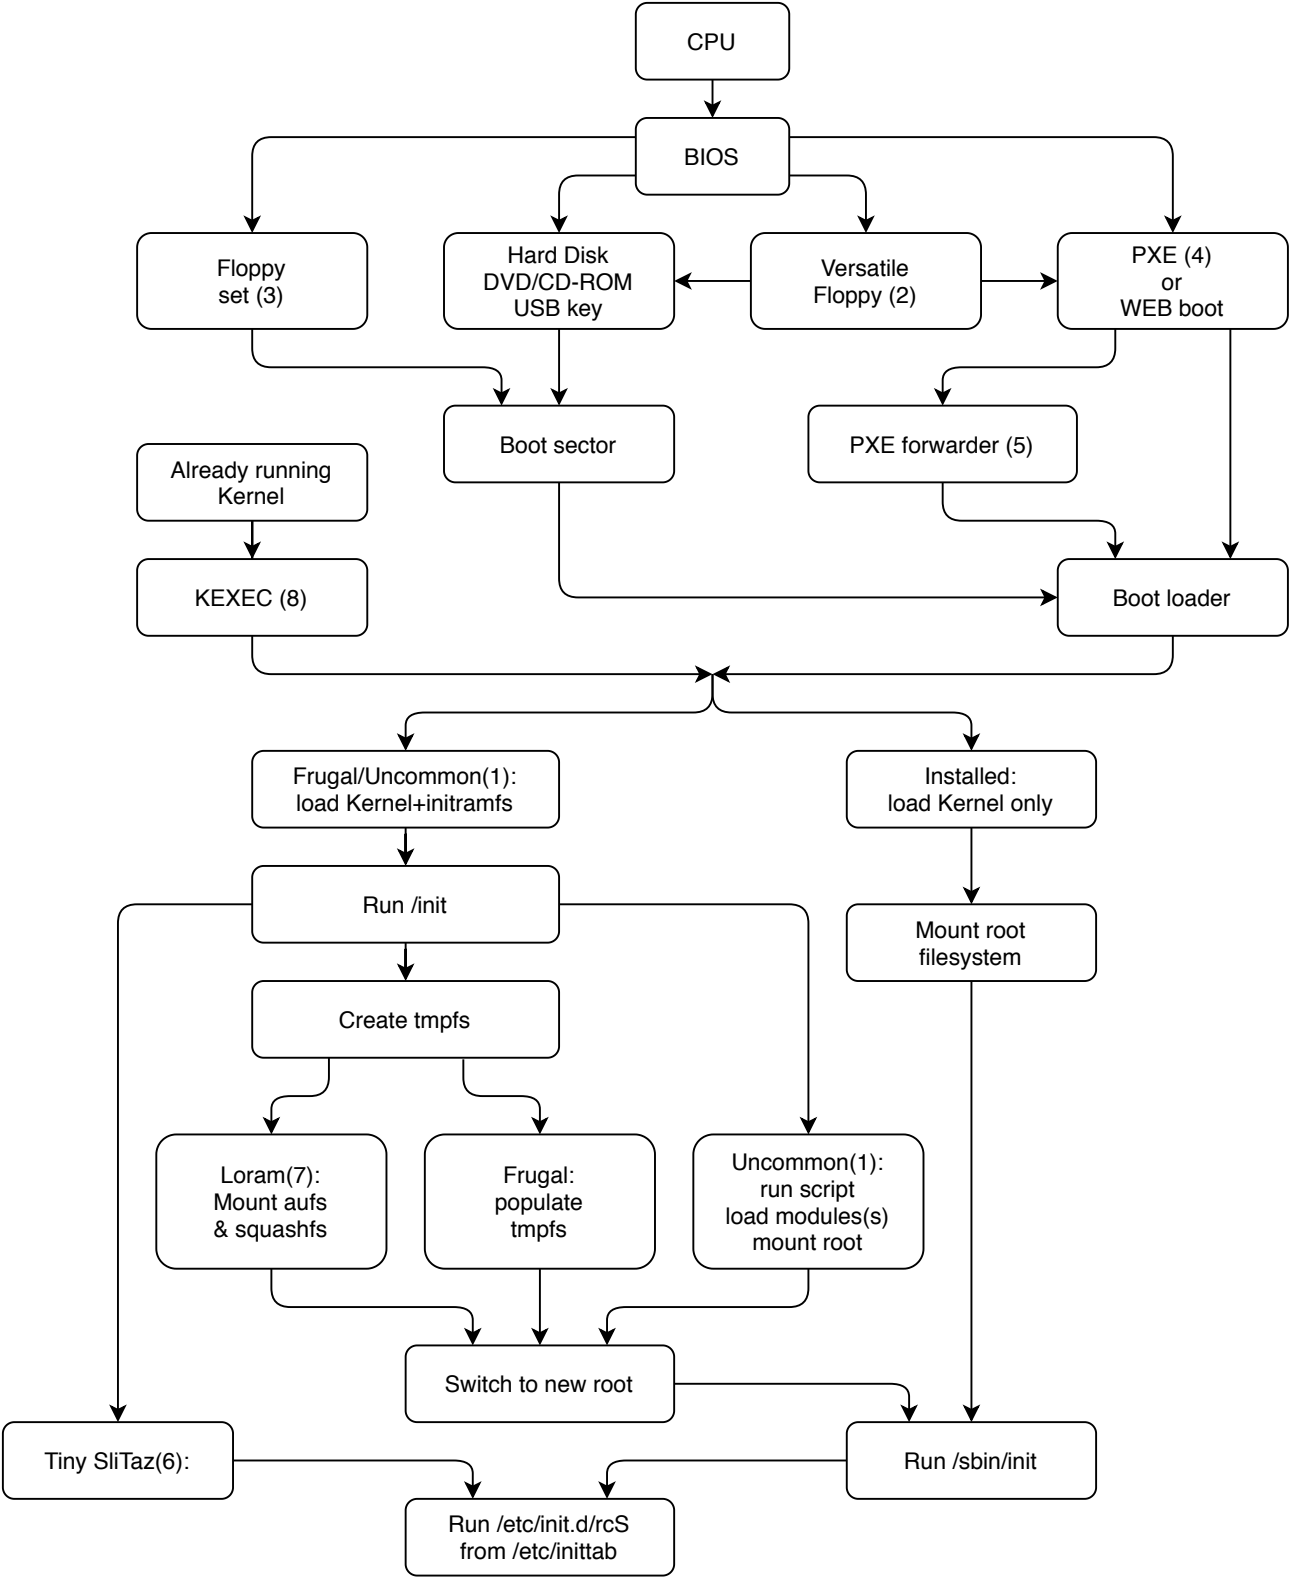 CPU
BIOS
Floppy
set (3)
Hard Disk
DVD/CD-ROM
USB key
Versatile
Floppy (2)
PXE (4)
or
WEB boot
Boot sector
PXE forwarder (5)
Already running
Kernel
KEXEC (8)
Boot loader
Frugal/Uncommon(1):
load Kernel+initramfs
Installed:
load Kernel only
Run /init
Mount root
filesystem
Create tmpfs
Loram(7):
Mount aufs
& squashfs
Frugal:
populate
tmpfs
Uncommon(1):
run script
load modules(s)
mount root
Switch to new root
Tiny SliTaz(6):
Run /sbin/init
Run /etc/init.d/rcS
from /etc/inittab